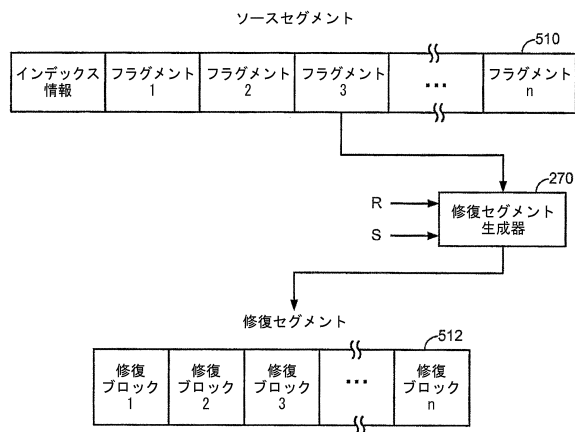 ソースセグメント
510
インデックス
情報
フラグメント
1
フラグメント
2
フラグメント
3
...
フラグメント
n
270
R
S
修復セグメント
生成器
修復セグメント
512
修復
ブロック
1
修復
ブロック
2
修復
ブロック
3
...
修復
ブロック
n